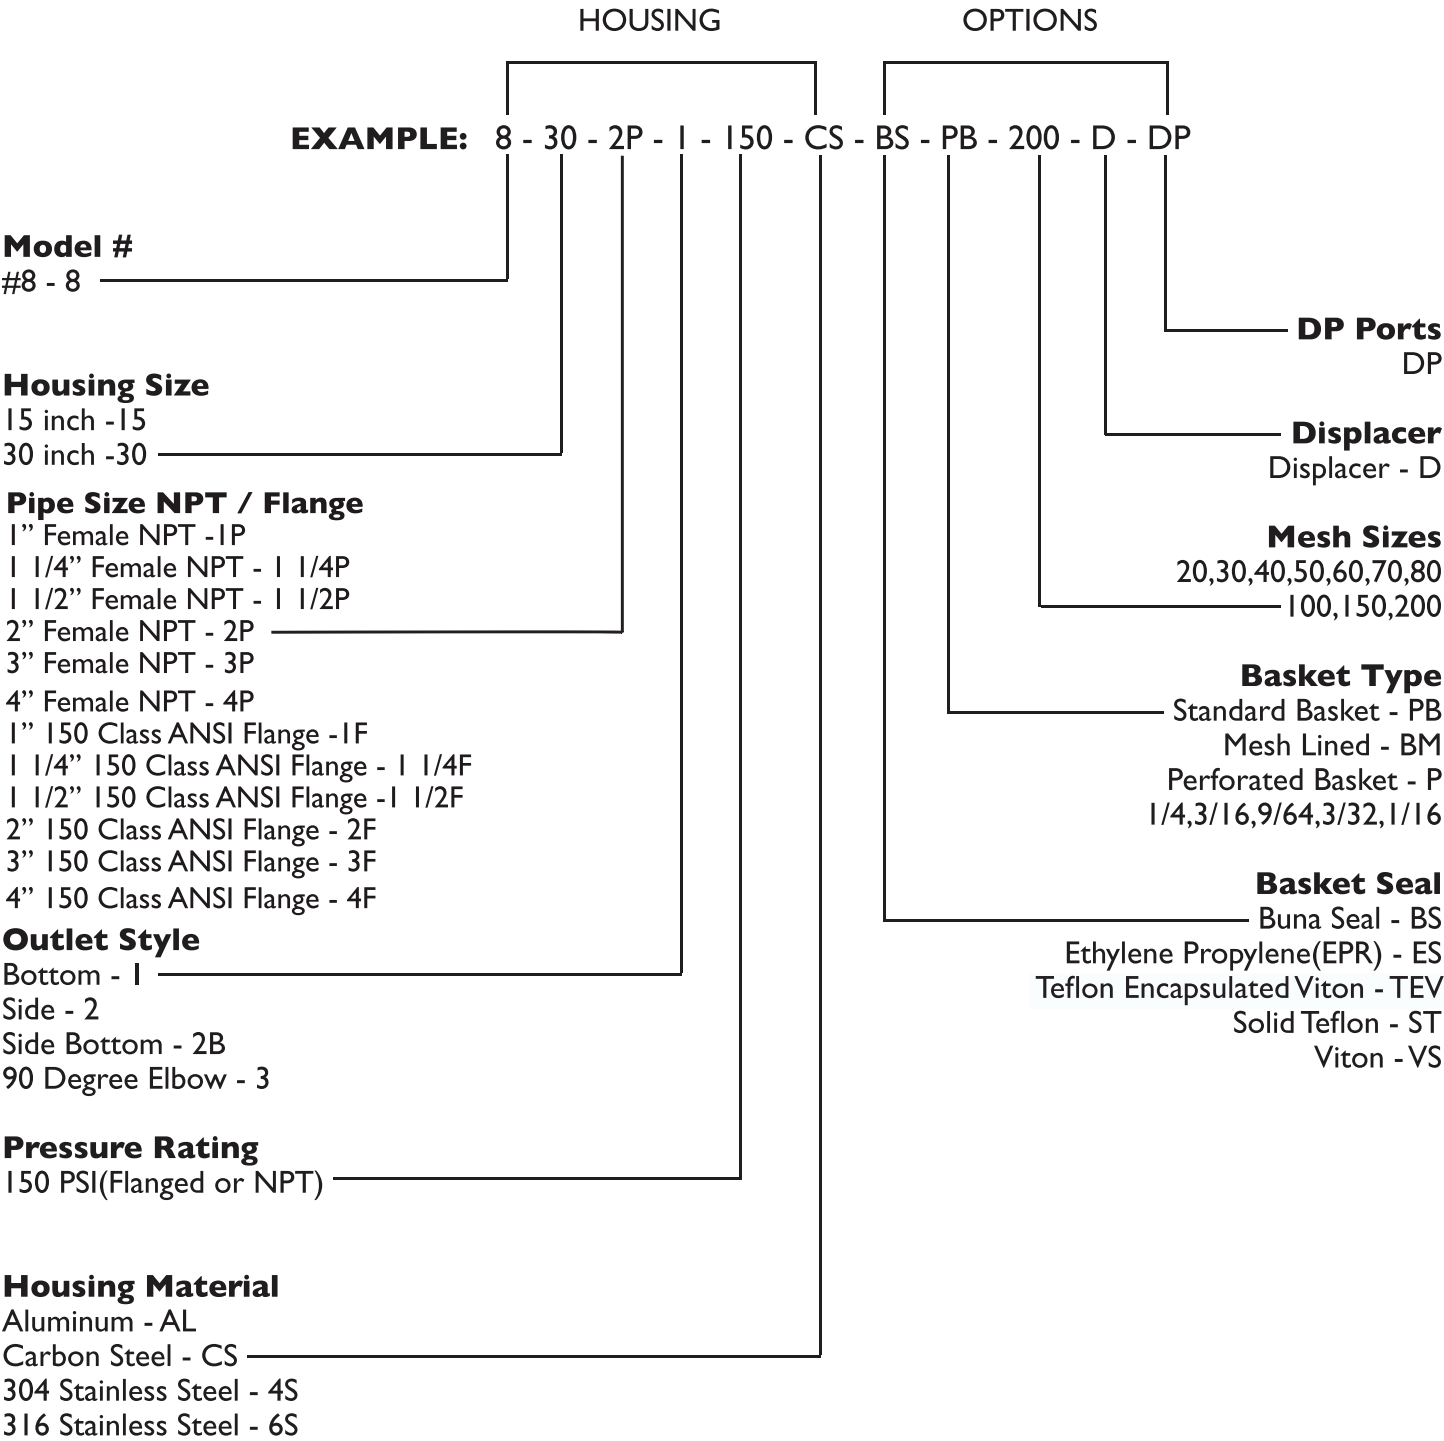 HOUSING
OPTIONS
EXAMPLE: 8 - 30 - 2P - 1 - 150 - CS - BS - PB - 200 - D - DP
Model #
#8 - 8
Housing Size
15 inch -15
30 inch -30
Pipe Size NPT / Flange
1” Female NPT -1P
1 1/4” Female NPT - 1 1/4P
1 1/2” Female NPT - 1 1/2P
2” Female NPT - 2P
3” Female NPT - 3P
4” Female NPT - 4P
1” 150 Class ANSI Flange -1F
1 1/4” 150 Class ANSI Flange - 1 1/4F
1 1/2” 150 Class ANSI Flange -1 1/2F
2” 150 Class ANSI Flange - 2F
3” 150 Class ANSI Flange - 3F
4” 150 Class ANSI Flange - 4F
Outlet Style
Bottom - 1
Side - 2
Side Bottom - 2B
90 Degree Elbow - 3
Pressure Rating
150 PSI(Flanged or NPT)
Housing Material
Aluminum - AL
Carbon Steel - CS
304 Stainless Steel - 4S
316 Stainless Steel - 6S
DP Ports
DP
Displacer
Displacer - D
Mesh Sizes
20,30,40,50,60,70,80
100,150,200
Basket Type
Standard Basket - PB
Mesh Lined - BM
Perforated Basket - P
1/4,3/16,9/64,3/32,1/16
Basket Seal
Buna Seal - BS
Ethylene Propylene(EPR) - ES
Teflon Encapsulated Viton - TEV
Solid Teflon - ST
Viton - VS